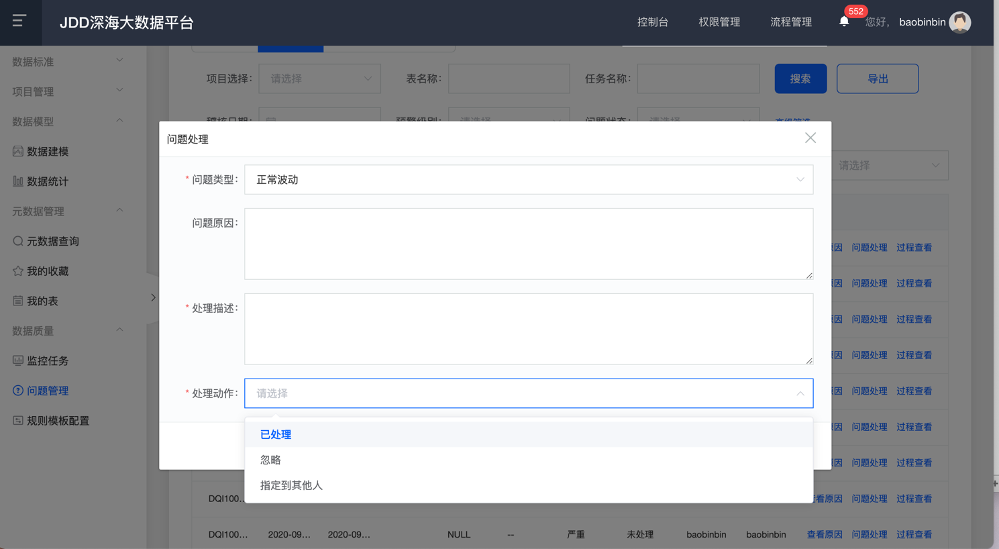 JDD深海大数据平台
控制台
权限管理
流程管理
552
您好，
baobinbin
数据标准
项目管理
数据模型
数据建模
数据统计
元数据管理
元数据查询
我的收藏
我的表
数据质量
监控任务
问题管理
规则模板配置
项目选择：
请选择
表名称：
任务名称：
搜索
导出
稽核日期：
预警级别：
请选择
问题状态：
请选择
高级筛选
请选择
问题处理
* 问题类型：
正常波动
问题原因：
* 处理描述：
* 处理动作：
请选择
已处理
忽略
指定到其他人
原因 问题处理 过程查看
原因 问题处理 过程查看
原因 问题处理 过程查看
原因 问题处理 过程查看
原因 问题处理 过程查看
原因 问题处理 过程查看
原因 问题处理 过程查看
DQI100... 查看原因 问题处理 过程查看
DQI100... 2020-09... 2020-09... NULL -- 严重 未处理 baobinbin baobinbin 查看原因 问题处理 过程查看